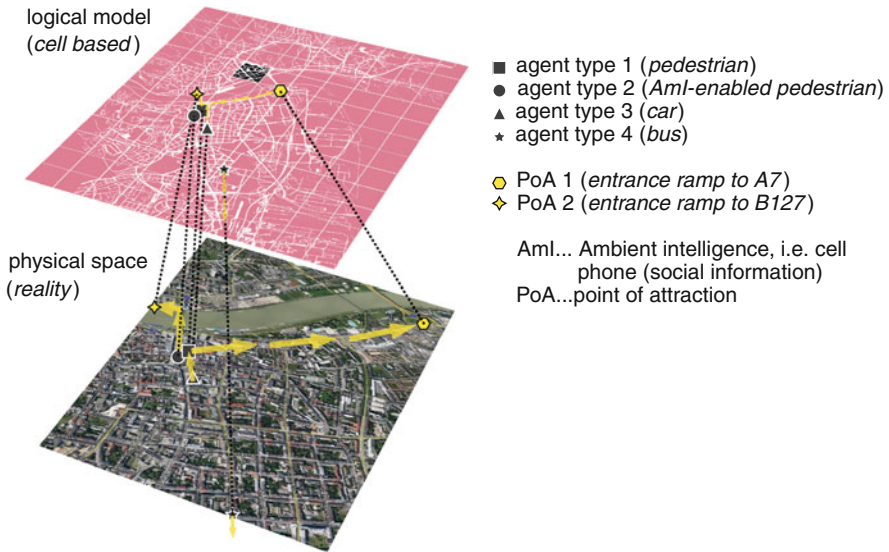 logical model
(cell based)
agent type 1 (pedestrian)
agent type 2 (AmI-enabled pedestrian)
agent type 3 (car)
agent type 4 (bus)
PoA 1 (entrance ramp to A7)
PoA 2 (entrance ramp to B127)
AmI... Ambient intelligence, i.e. cell
phone (social information)
PoA...point of attraction
physical space
(reality)